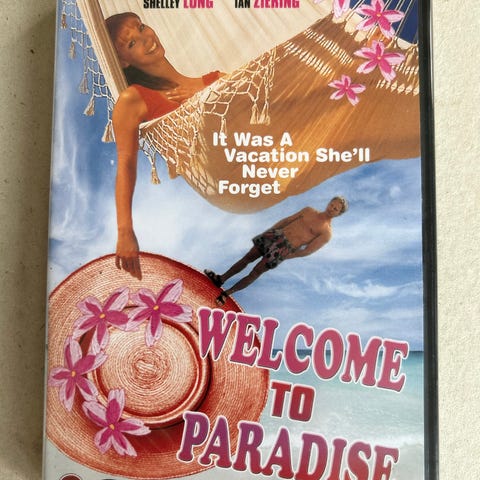 SHELLEY LONG IAN ZIERING
It Was A
Vacation She'll
Never
Forget
WELCOME
TO
PARADISE